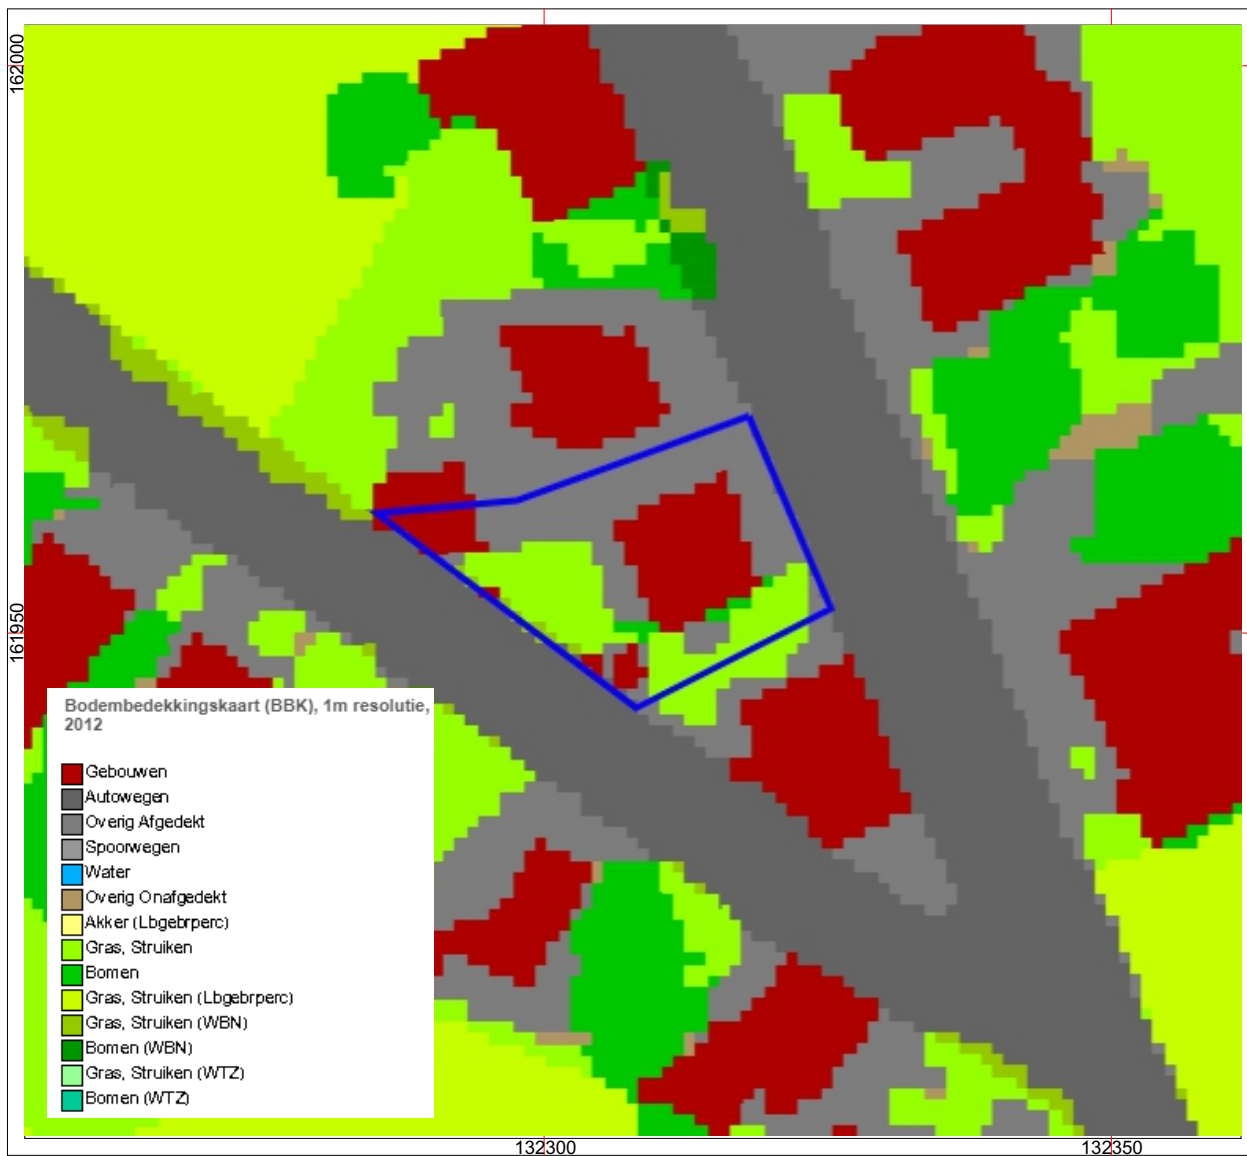 162000
161950
Bodembedekkingskaart (BBK), 1m resolutie,
2012
Gebouwen
Autowegen
Overig Afgedekt
Spoorwegen
Water
Overig Onafgedekt
Akker (Lbgebrperc)
Gras, Struiken
Bomen
Gras, Struiken (Lbgebrperc)
Gras, Struiken (WBN)
Bomen (WBN)
Gras, Struiken (WTZ)
Bomen (WTZ)
132300
132350